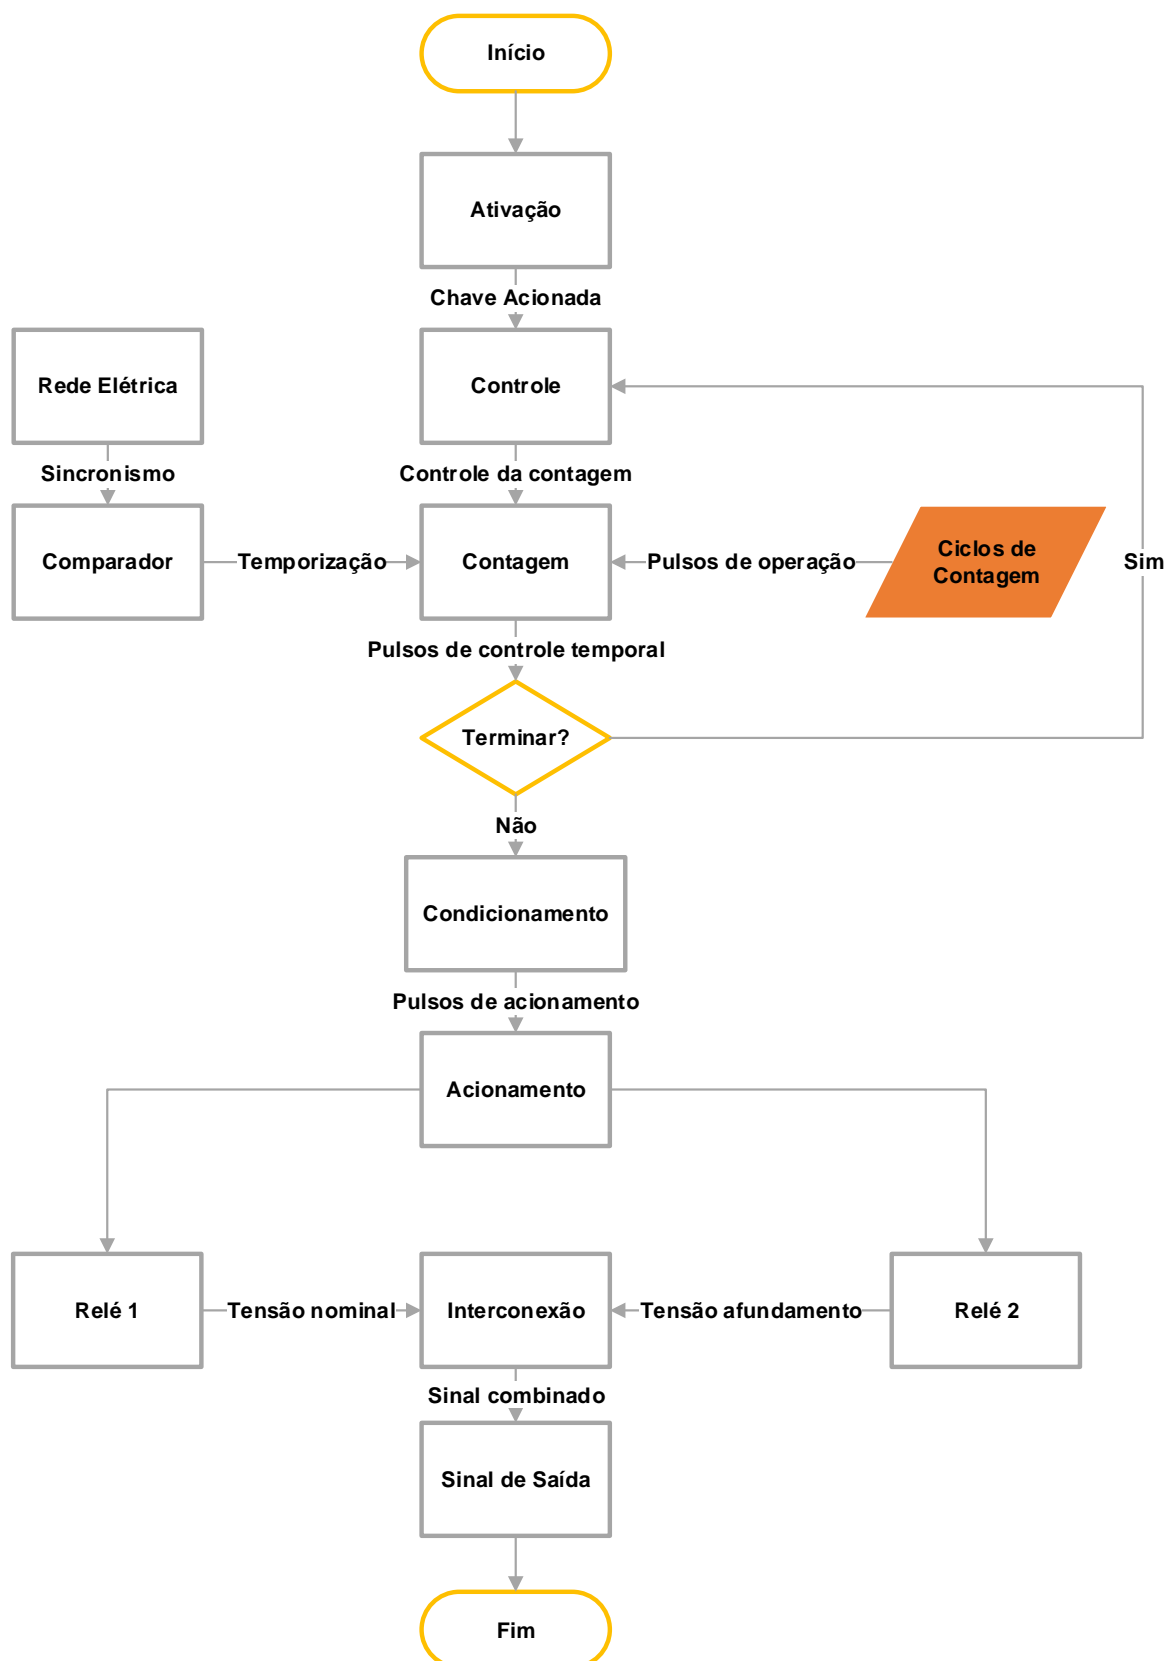 Início
Ativação
Chave Acionada
Rede Elétrica
Controle
Sincronismo
Controle da contagem
Comparador
Temporização
Contagem
Pulsos de operação
Ciclos de
Contagem
Sim
Pulsos de controle temporal
Terminar?
Não
Condicionamento
Pulsos de acionamento
Acionamento
Relé 1
Tensão nominal
Interconexão
Tensão afundamento
Relé 2
Sinal combinado
Sinal de Saída
Fim